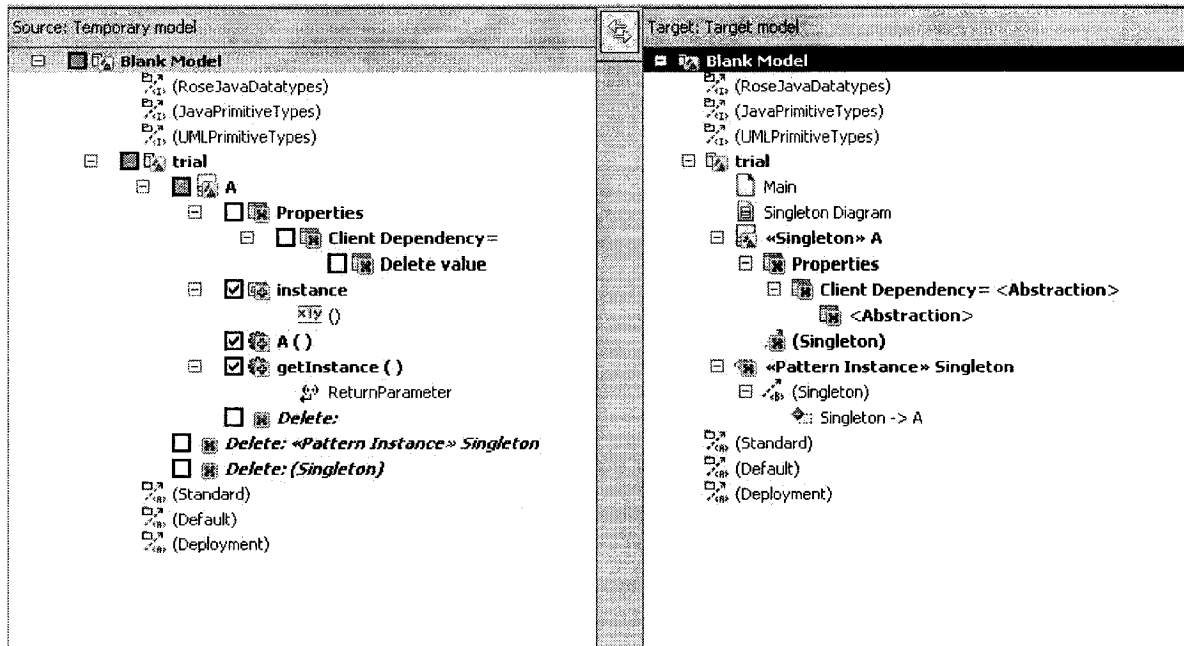 Source: Temporary model
Blank Model
(RoseJavaDatatypes)
(JavaPrimitiveTypes)
(UMLPrimitiveTypes)
trial
A
Properties
Client Dependency=
Delete value
instance
()
A ( )
getInstance ( )
ReturnParameter
Delete:
Delete: «Pattern Instance» Singleton
Delete: (Singleton)
(Standard)
(Default)
(Deployment)
Target: Target model
Blank Model
(RoseJavaDatatypes)
(JavaPrimitiveTypes)
(UMLPrimitiveTypes)
trial
Main
Singleton Diagram
«Singleton» A
Properties
Client Dependency= <Abstraction>
<Abstraction>
(Singleton)
«Pattern Instance» Singleton
(Singleton)
Singleton -> A
(Standard)
(Default)
(Deployment)